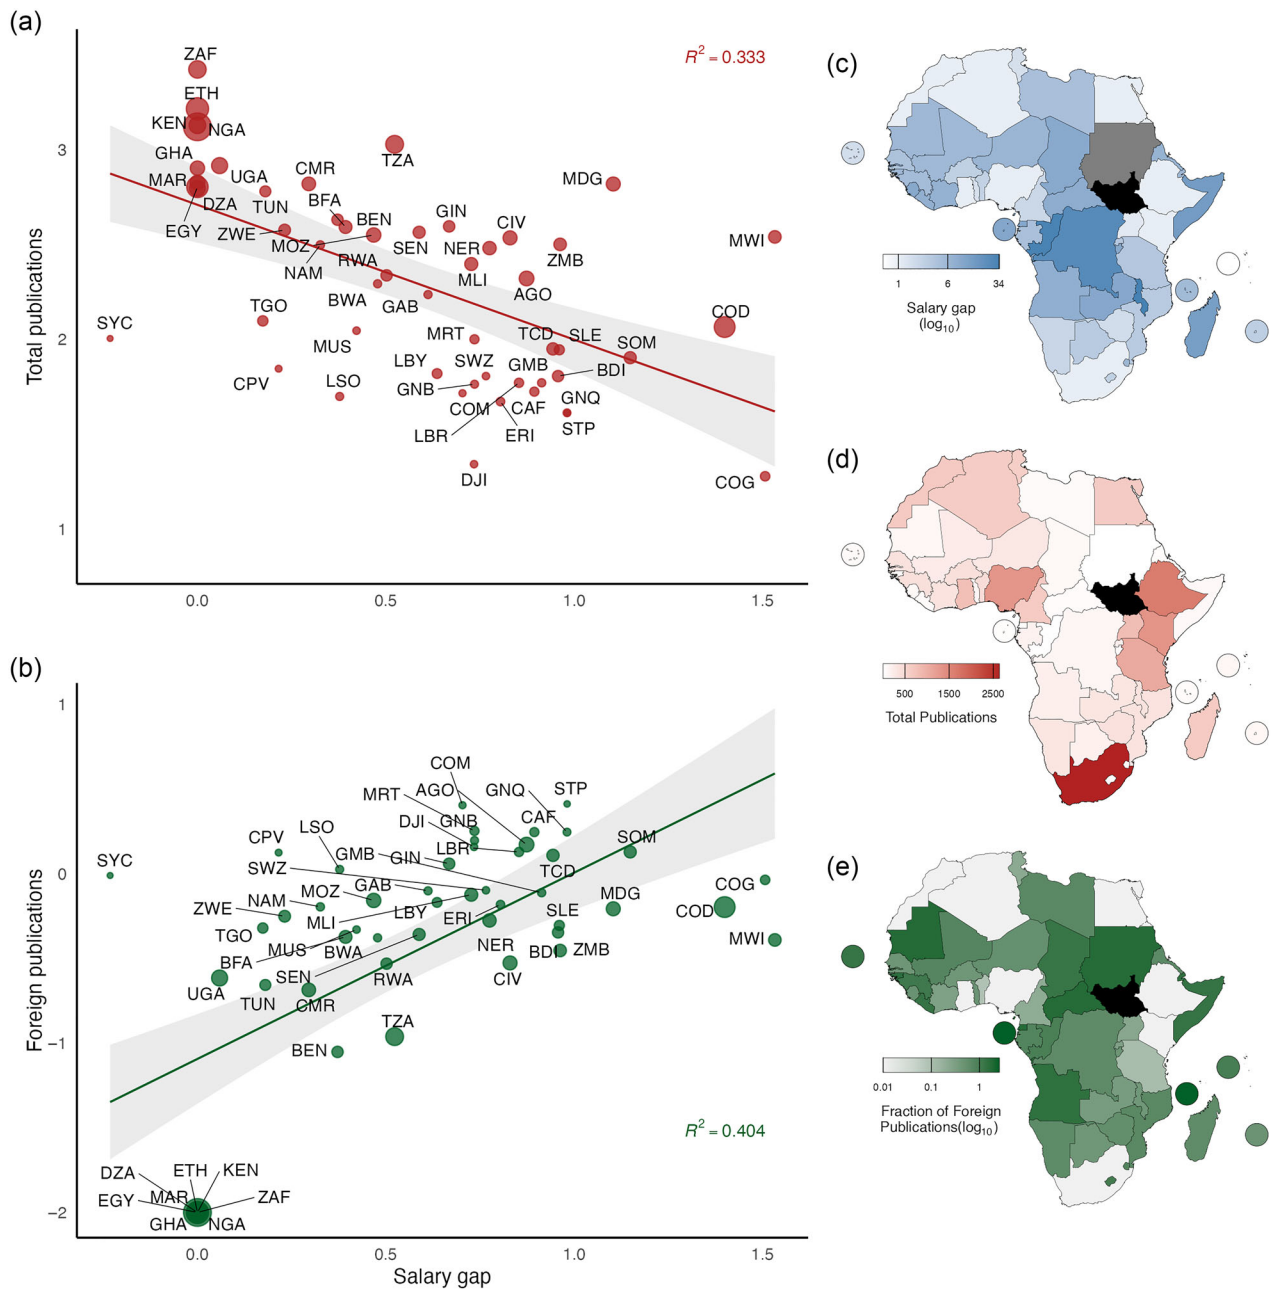 (a)
Total publications
3
2
1
0.0
0.5
1.0
1.5
R² = 0.333
ZAF
ETH
KEN
NGA
GHA
MAR
DZA
EGY
UGA
TUN
ZWE
CMR
BFA
MOZ
NAM
BEN
RWA
TZA
SEN
GIN
NER
MLI
CIV
AGO
ZMB
MDG
MWI
BWA
GAB
TGO
SYC
CPV
MUS
LSO
MRT
LBY
SWZ
GNB
COM
LBR
GMB
CAF
ERI
TCD
SLE
SOM
BDI
GNQ
STP
DJI
COD
COG
(b)
Foreign publications
1
0
−1
−2
0.0
0.5
1.0
1.5
Salary gap
R² = 0.404
SYC
COM
AGO
GNQ
STP
MRT
DJI
GNB
CAF
LSO
CPV
LBR
GMB
GIN
SOM
SWZ
TCD
NAM
MOZ
GAB
ZWE
MLI
LBY
ERI
SLE
MDG
COG
COD
MWI
TGO
MUS
BFA
BWA
NER
BDI
ZMB
SEN
UGA
TUN
CMR
RWA
CIV
TZA
BEN
DZA
ETH
KEN
EGY
MAR
ZAF
GHA
NGA
(c)
1
6
34
Salary gap
(log₁₀)
(d)
500
1500
2500
Total Publications
(e)
0.01
0.1
1
Fraction of Foreign
Publications(log₁₀)